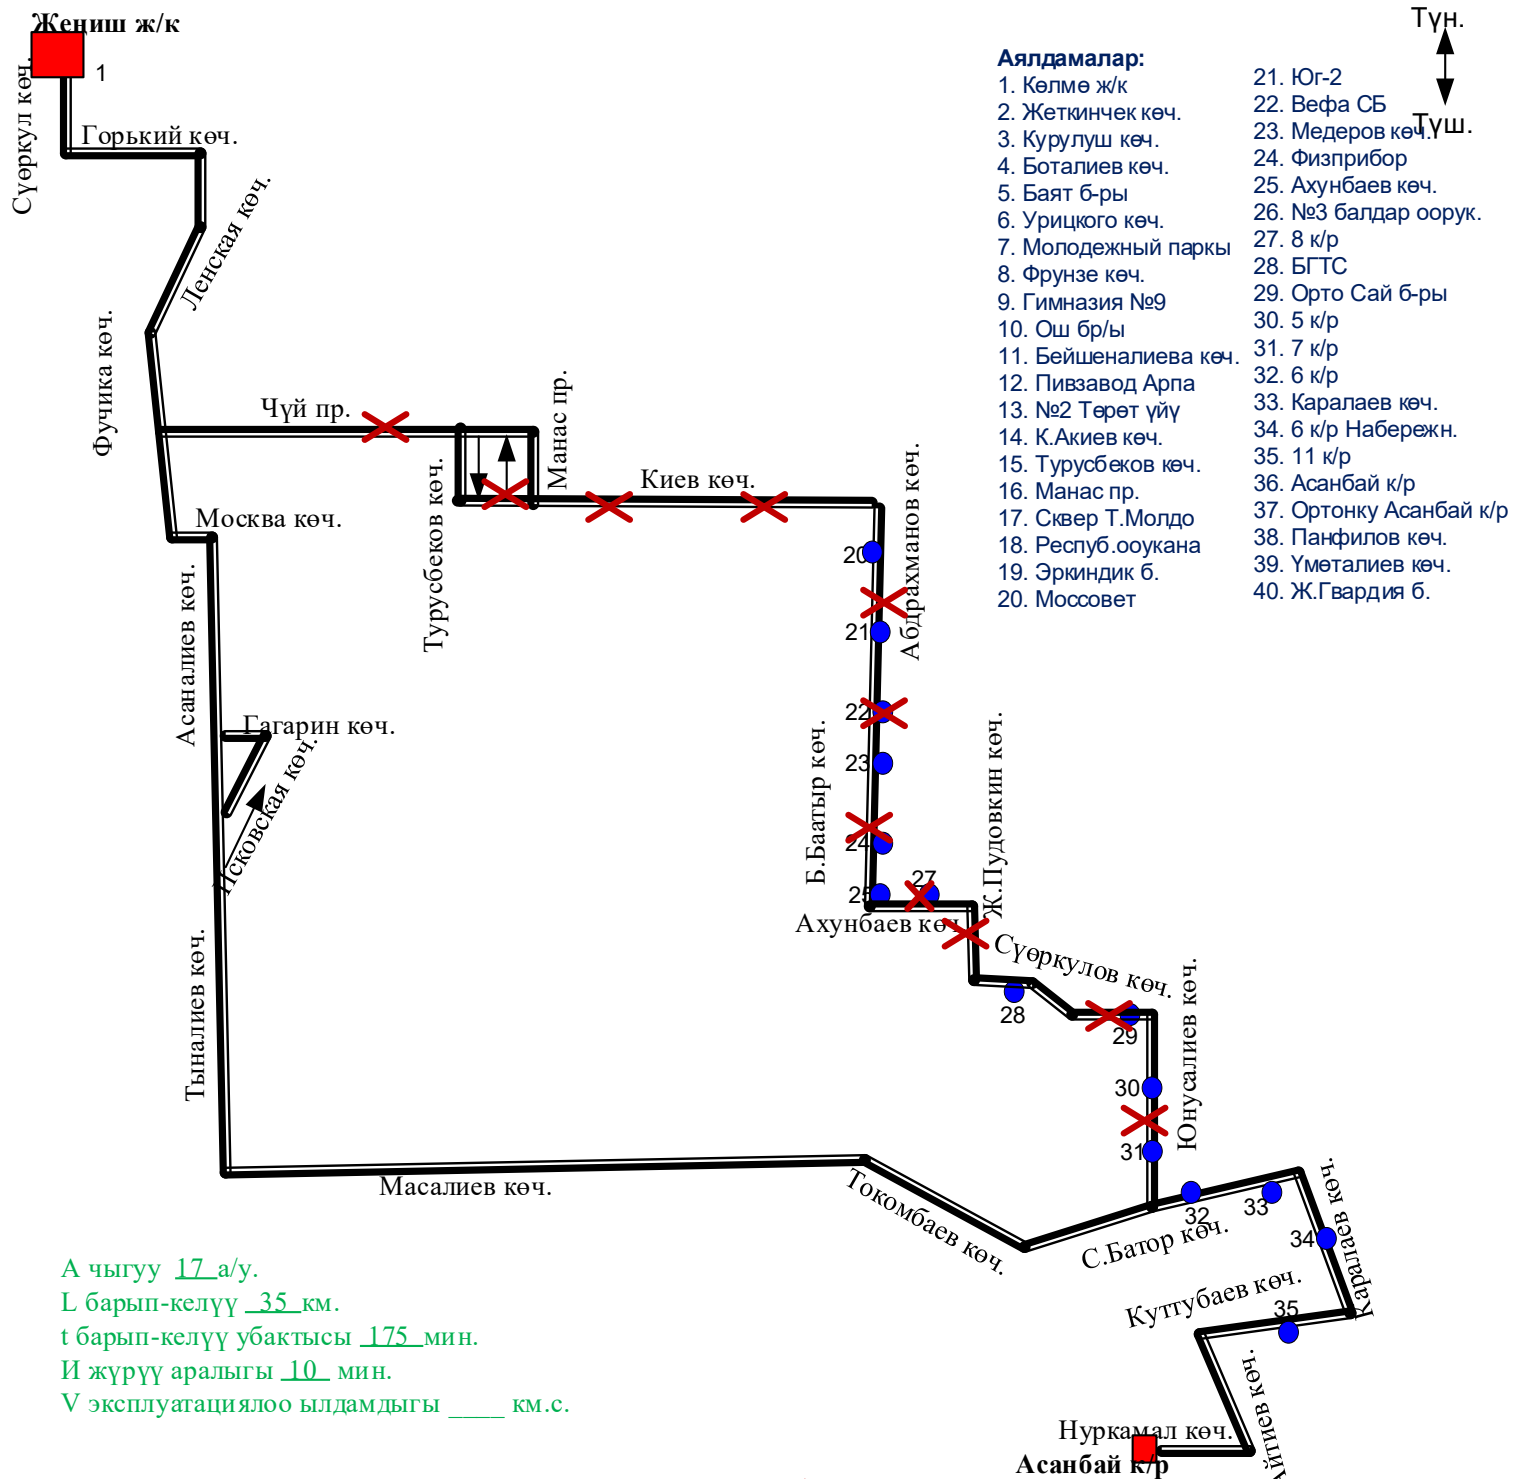 Жеңиш ж/к
1
Сүөркул көч.
Горький көч.
Ленская көч.
Фучика көч.
Чүй пр.
Манас пр.
Турусбеков көч.
Киев көч.
Абдрахманов көч.
Москва көч.
Асаналиев көч.
Гагарин көч.
Исковская көч.
Тыналиев көч.
Масалиев көч.
Токомбаев көч.
С.Батор көч.
Б.Баатыр көч.
Ахунбаев көч
Ж.Пудовкин көч.
Сүөркулов көч.
Юнусалиев көч.
Каралаев көч.
Куттубаев көч.
Нуркамал көч.
Асанбай к/р
20
21
22
23
24
25
27
28
29
30
31
32
33
34
35
Түн.
Түш.
Аялдамалар:
1. Көлмө ж/к
2. Жеткинчек көч.
3. Курулуш көч.
4. Боталиев көч.
5. Баят б-ры
6. Урицкого көч.
7. Молодежный паркы
8. Фрунзе көч.
9. Гимназия №9
10. Ош бр/ы
11. Бейшеналиева көч.
12. Пивзавод Арпа
13. №2 Төрөт үйү
14. К.Акиев көч.
15. Турусбеков көч.
16. Манас пр.
17. Сквер Т.Молдо
18. Респуб.ооукана
19. Эркиндик б.
20. Моссовет
21. Юг-2
22. Вефа СБ
23. Медеров көч.
24. Физприбор
25. Ахунбаев көч.
26. №3 балдар оорук.
27. 8 к/р
28. БГТС
29. Орто Сай б-ры
30. 5 к/р
31. 7 к/р
32. 6 к/р
33. Каралаев көч.
34. 6 к/р Набережн.
35. 11 к/р
36. Асанбай к/р
37. Ортонку Асанбай к/р
38. Панфилов көч.
39. Үмөталиев көч.
40. Ж.Гвардия б.
А чыгуу 17 а/у.
L барып-келүү 35 км.
t барып-келүү убактысы 175 мин.
И жүрүү аралыгы 10 мин.
V эксплуатациялоо ылдамдыгы ____ км.с.